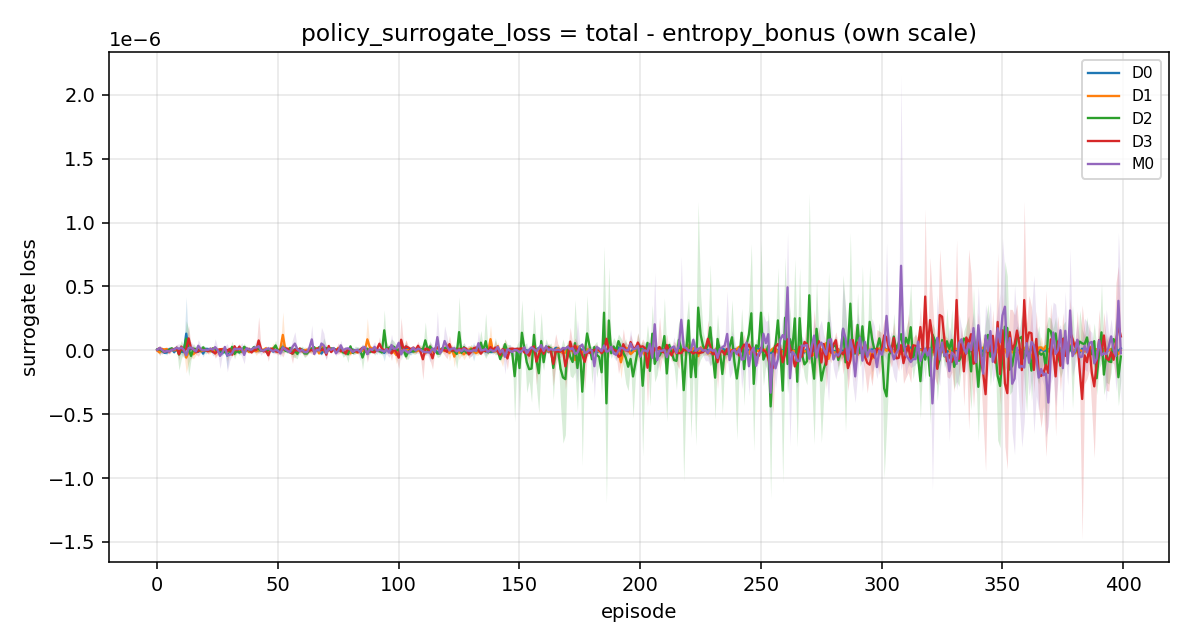 policy_surrogate_loss = total - entropy_bonus (own scale)
1e−6
2.0
1.5
1.0
0.5
0.0
−0.5
−1.0
−1.5
surrogate loss
D0
D1
D2
D3
M0
0 50 100 150 200 250 300 350 400
episode